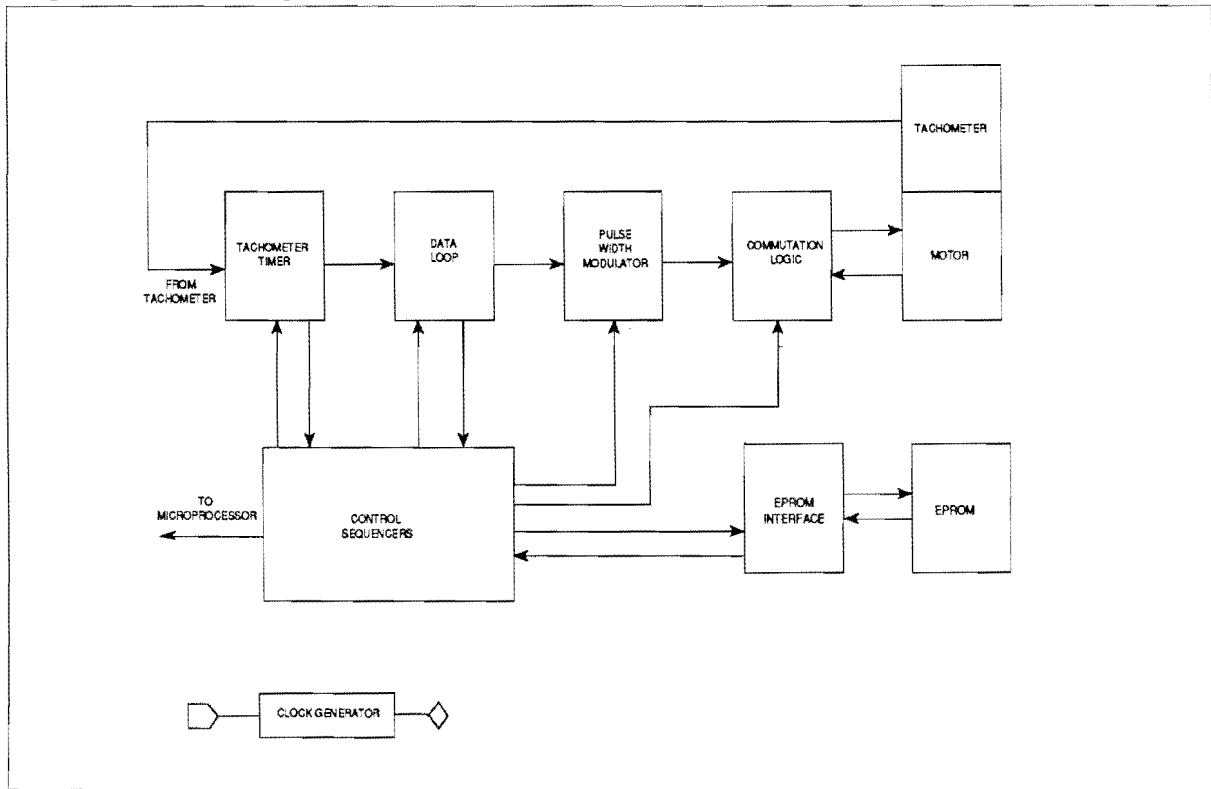 TACHOMETER
TACHOMETER
TIMER
DATA
LOOP
PULSE
WIDTH
MODULATOR
COMMUTATION
LOGIC
MOTOR
FROM
TACHOMETER
TO
MICROPROCESSOR
CONTROL
SEQUENCERS
EPROM
INTERFACE
EPROM
CLOCK GENERATOR